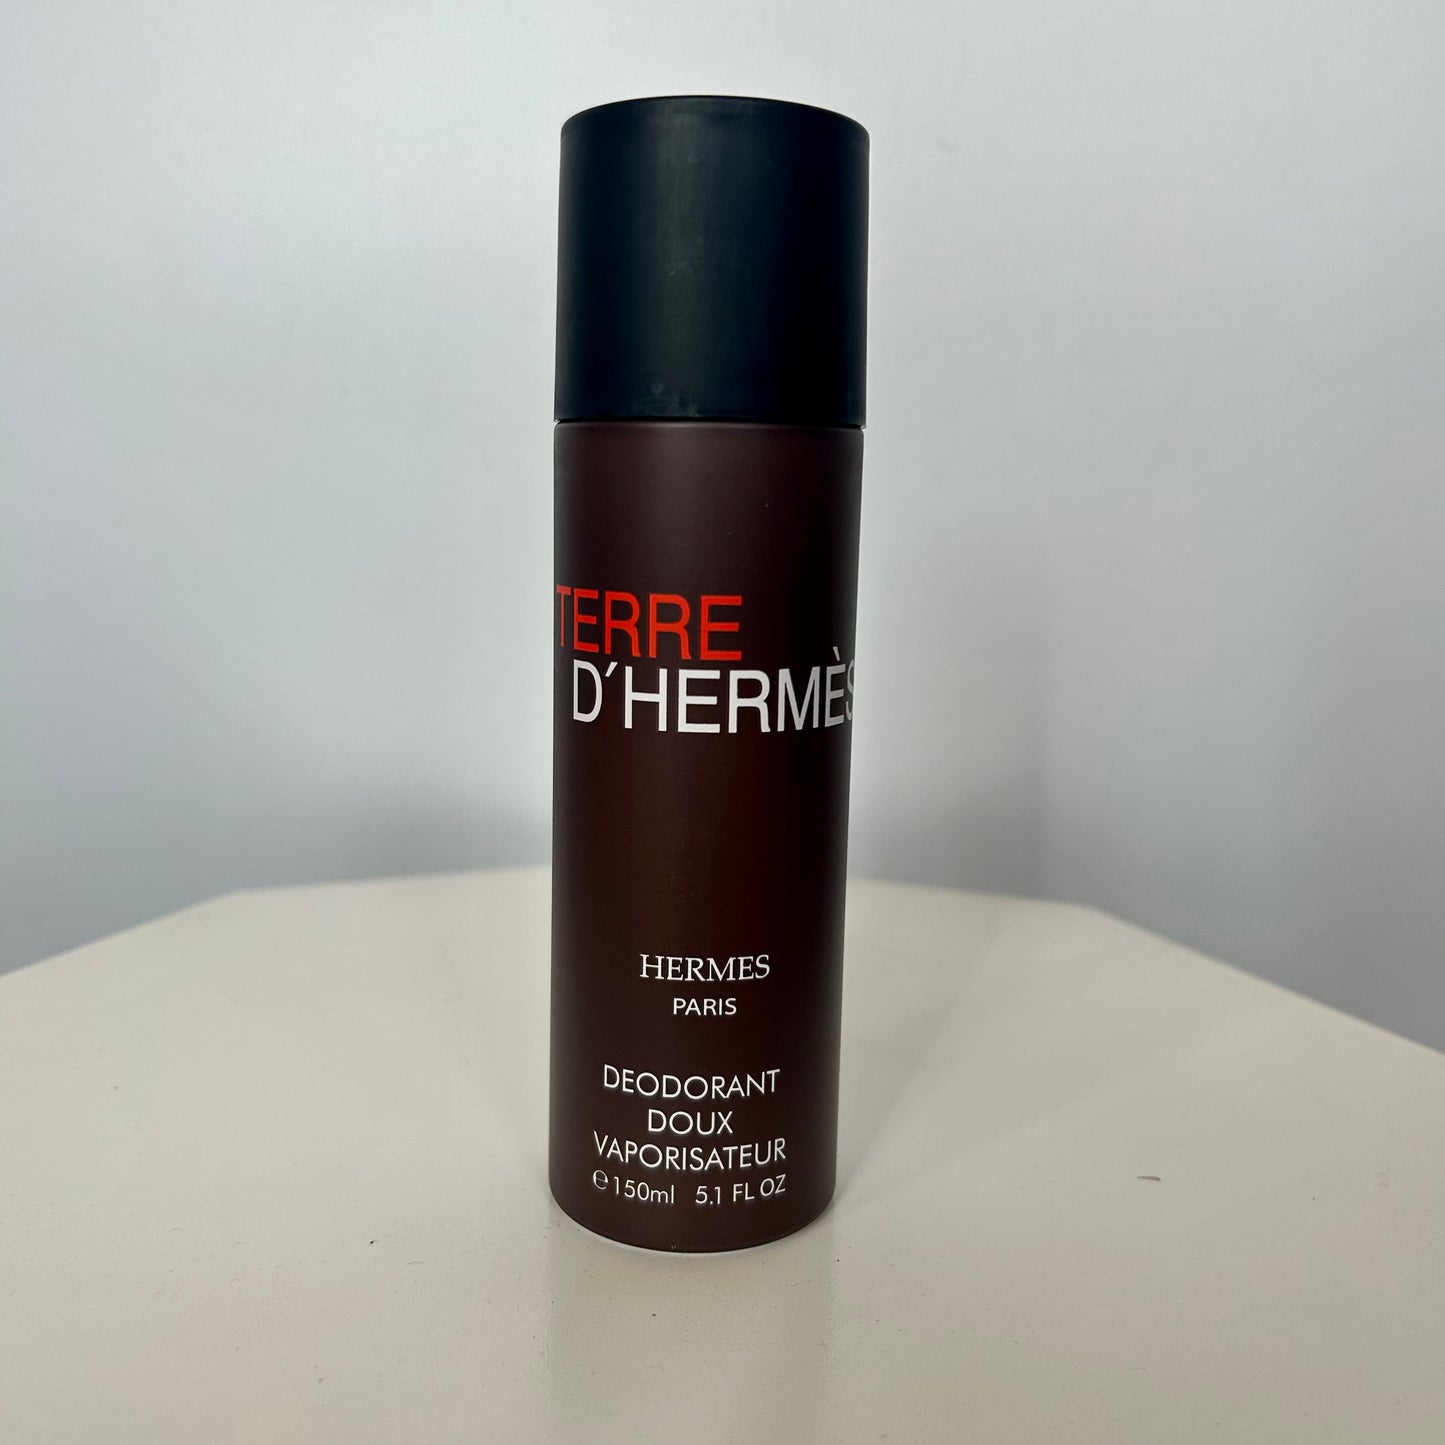 TERRE
D'HERMÈS
HERMES
PARIS
DEODORANT
DOUX
VAPORISATEUR
℮150ml 5.1 FL OZ